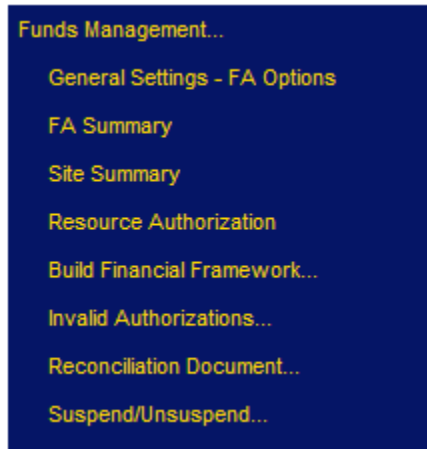 Funds Management...
General Settings - FA Options
FA Summary
Site Summary
Resource Authorization
Build Financial Framework...
Invalid Authorizations...
Reconciliation Document...
Suspend/Unsuspend...